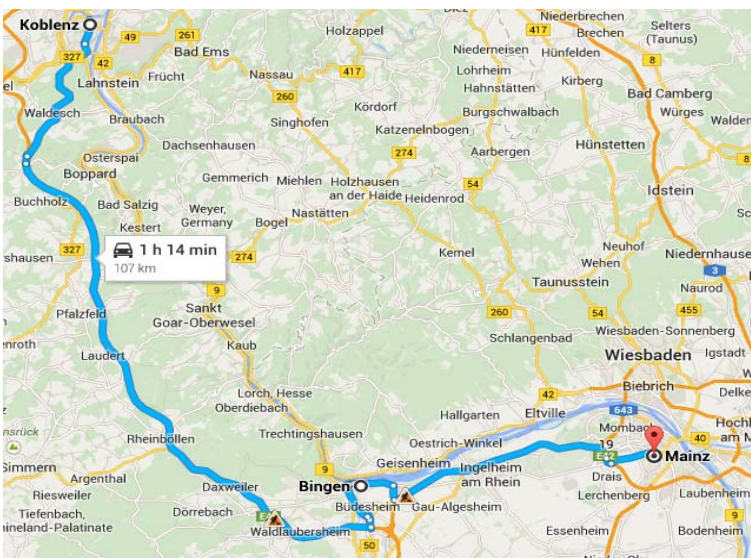 Koblenz
49
261
Holzappel
417
Niederbrechen
Brechen
Selters
(Taunus)
327
42
Bad Ems
Niederneisen
Hünfelden
8
Lahnstein
Frücht
Nassau
417
Lohrheim
Hahnstätten
Kirberg
Bad Camberg
Waldesch
Braubach
260
Singhofen
Kördorf
Burgschwalbach
Würges
Katzenelnbogen
Dachsenhausen
274
Aarbergen
Hünstetten
8
Osterspai
Boppard
Gemmerich
Miehlen
Holzhausen
an der Haide
Heidenrod
54
Idstein
Buchholz
Bad Salzig
Weyer,
Germany
Nastätten
Kestert
Bogel
327
1 h 14 min
107 km
274
Kemel
Neuhof
Wehen
Niedernhausen
3
9
Taunusstein
Naurod
Pfalzfeld
Sankt
Goar-Oberwesel
260
54
455
Wiesbaden-Sonnenberg
Laudert
Kaub
Schlangenbad
Wiesbaden
Igstadt
Lorch, Hesse
Biebrich
Oberdiebach
42
Eltville
643
Hallgarten
Rheinböllen
Trechtingshausen
Oestrich-Winkel
19
Mombach
40
Simmern
Argenthal
9
Geisenheim
E42
Mainz
Riesweiler
Daxweiler
Bingen
Ingelheim
am Rhein
Drais
Lerchenberg
Laubenheim
Tiefenbach,
Dörrebach
Büdesheim
Gau-Algesheim
9
Waldlaubersheim
50
Essenheim
Bodenheim